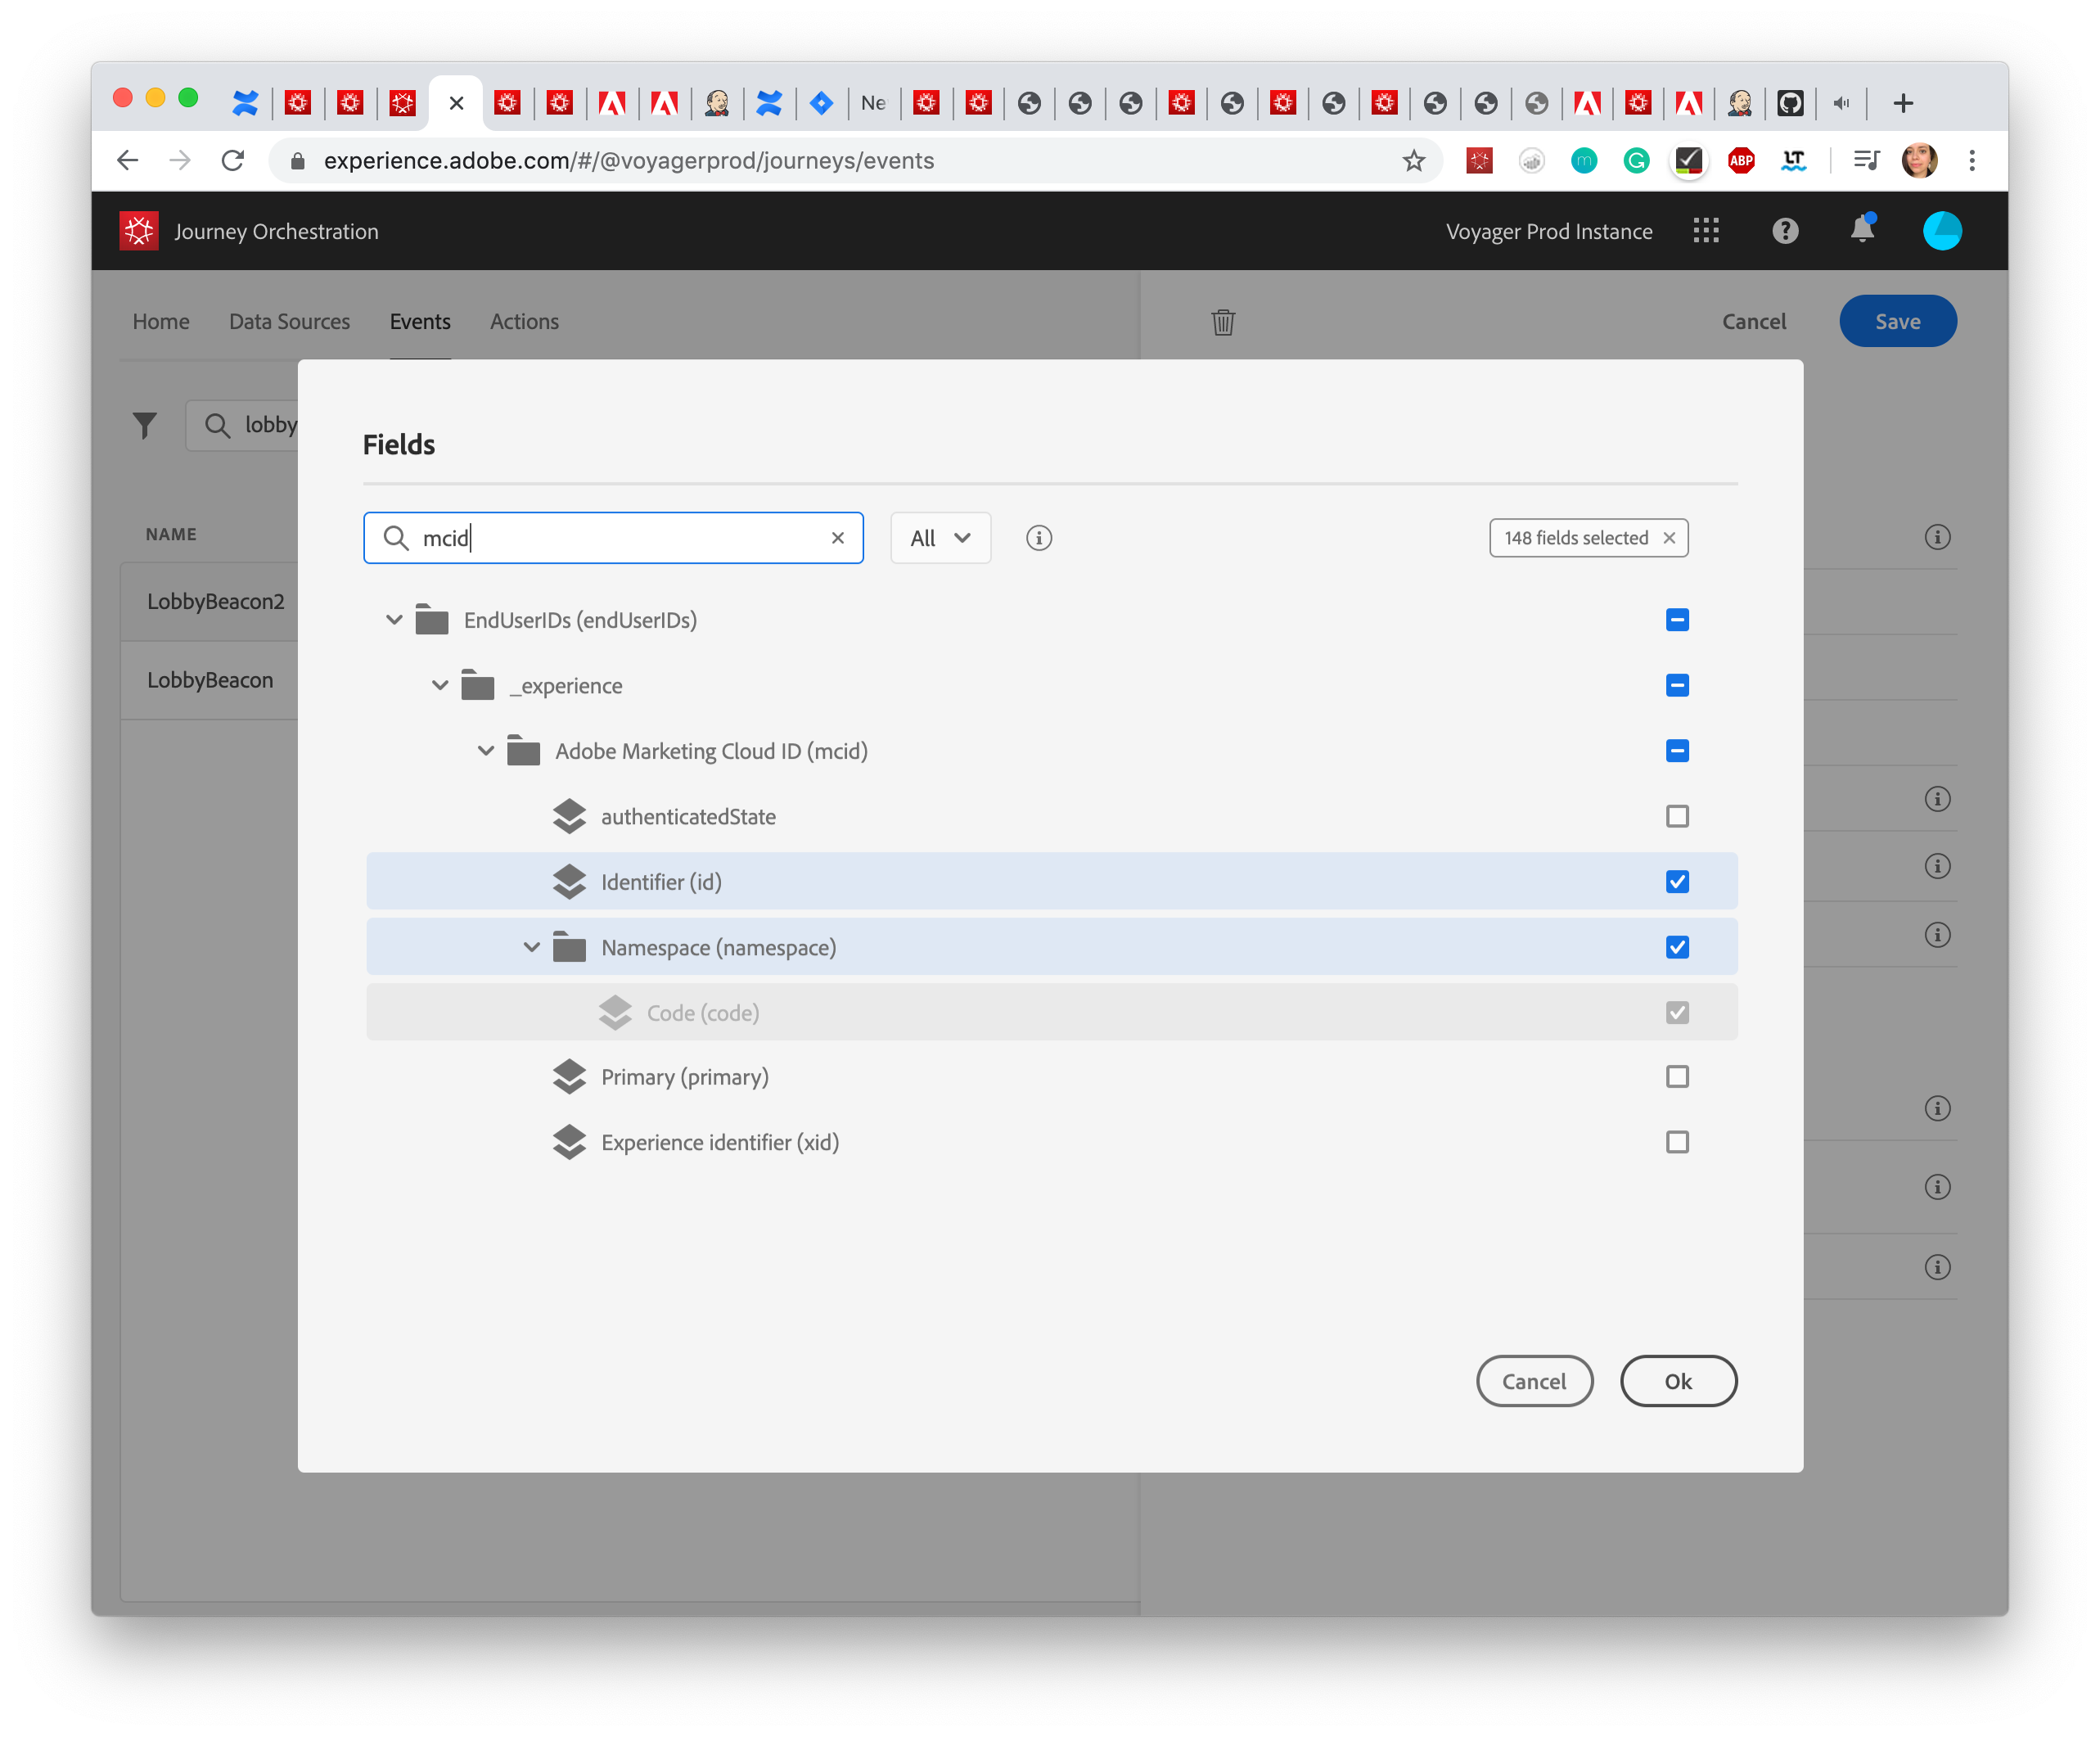 Ne
experience.adobe.com/#/@voyagerprod/journeys/events
ABP
LT
Journey Orchestration
Voyager Prod Instance
Home
Data Sources
Events
Actions
Cancel
Save
lobby
Fields
mcid
All
148 fields selected
NAME
LobbyBeacon2
LobbyBeacon
EndUserIDs (endUserIDs)
_experience
Adobe Marketing Cloud ID (mcid)
authenticatedState
Identifier (id)
Namespace (namespace)
Code (code)
Primary (primary)
Experience identifier (xid)
Cancel
Ok